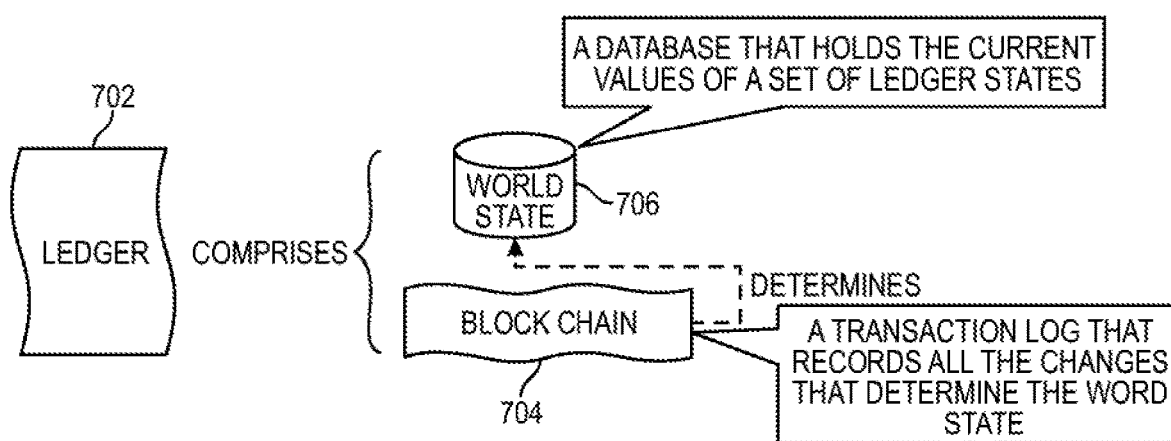 A DATABASE THAT HOLDS THE CURRENT
VALUES OF A SET OF LEDGER STATES
702
WORLD
STATE
706
LEDGER
COMPRISES
DETERMINES
BLOCK CHAIN
704
A TRANSACTION LOG THAT
RECORDS ALL THE CHANGES
THAT DETERMINE THE WORD
STATE